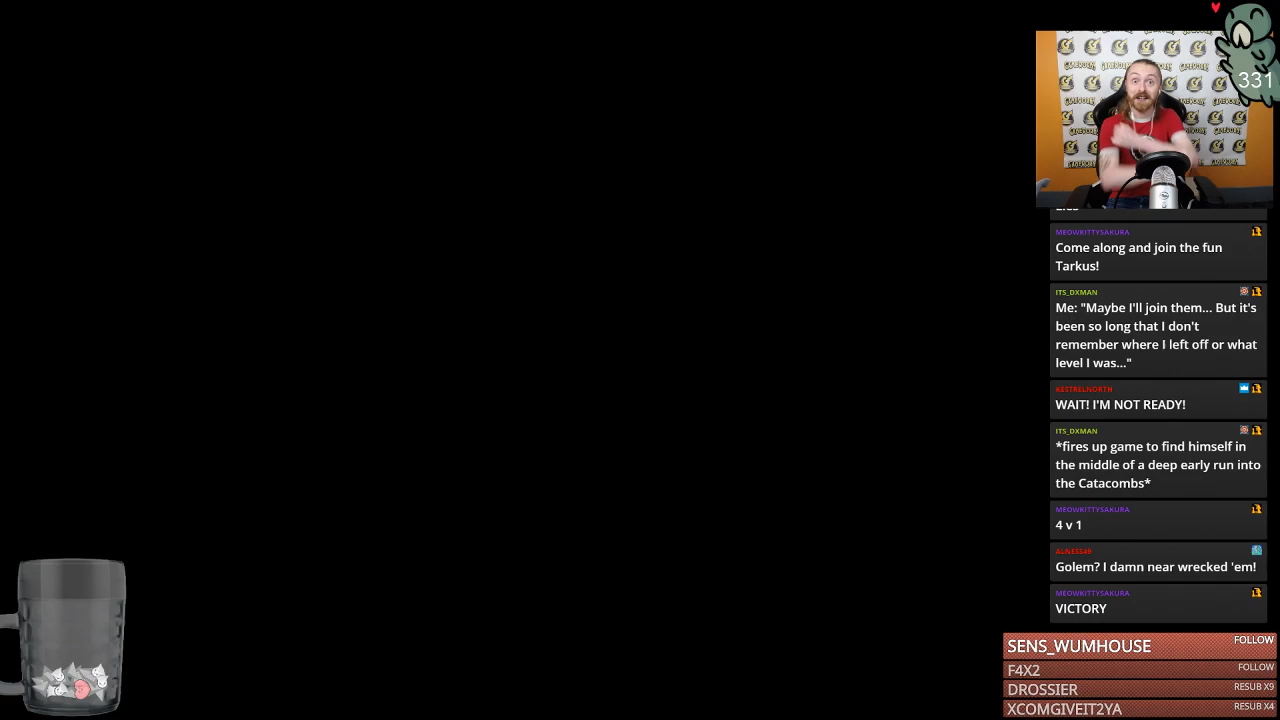 331
MEOWKITTYSAKURA
Come along and join the fun
Tarkus!
ITS_DXMAN
Me: "Maybe I'll join them... But it's
been so long that I don't
remember where I left off or what
level I was..."
KESTRELNORTH
WAIT! I'M NOT READY!
ITS_DXMAN
*fires up game to find himself in
the middle of a deep early run into
the Catacombs*
MEOWKITTYSAKURA
4 v 1
ALNESS49
Golem? I damn near wrecked 'em!
MEOWKITTYSAKURA
VICTORY
SENS_WUMHOUSE FOLLOW
F4X2 FOLLOW
DROSSIER RESUB X9
XCOMGIVEIT2YA RESUB X4